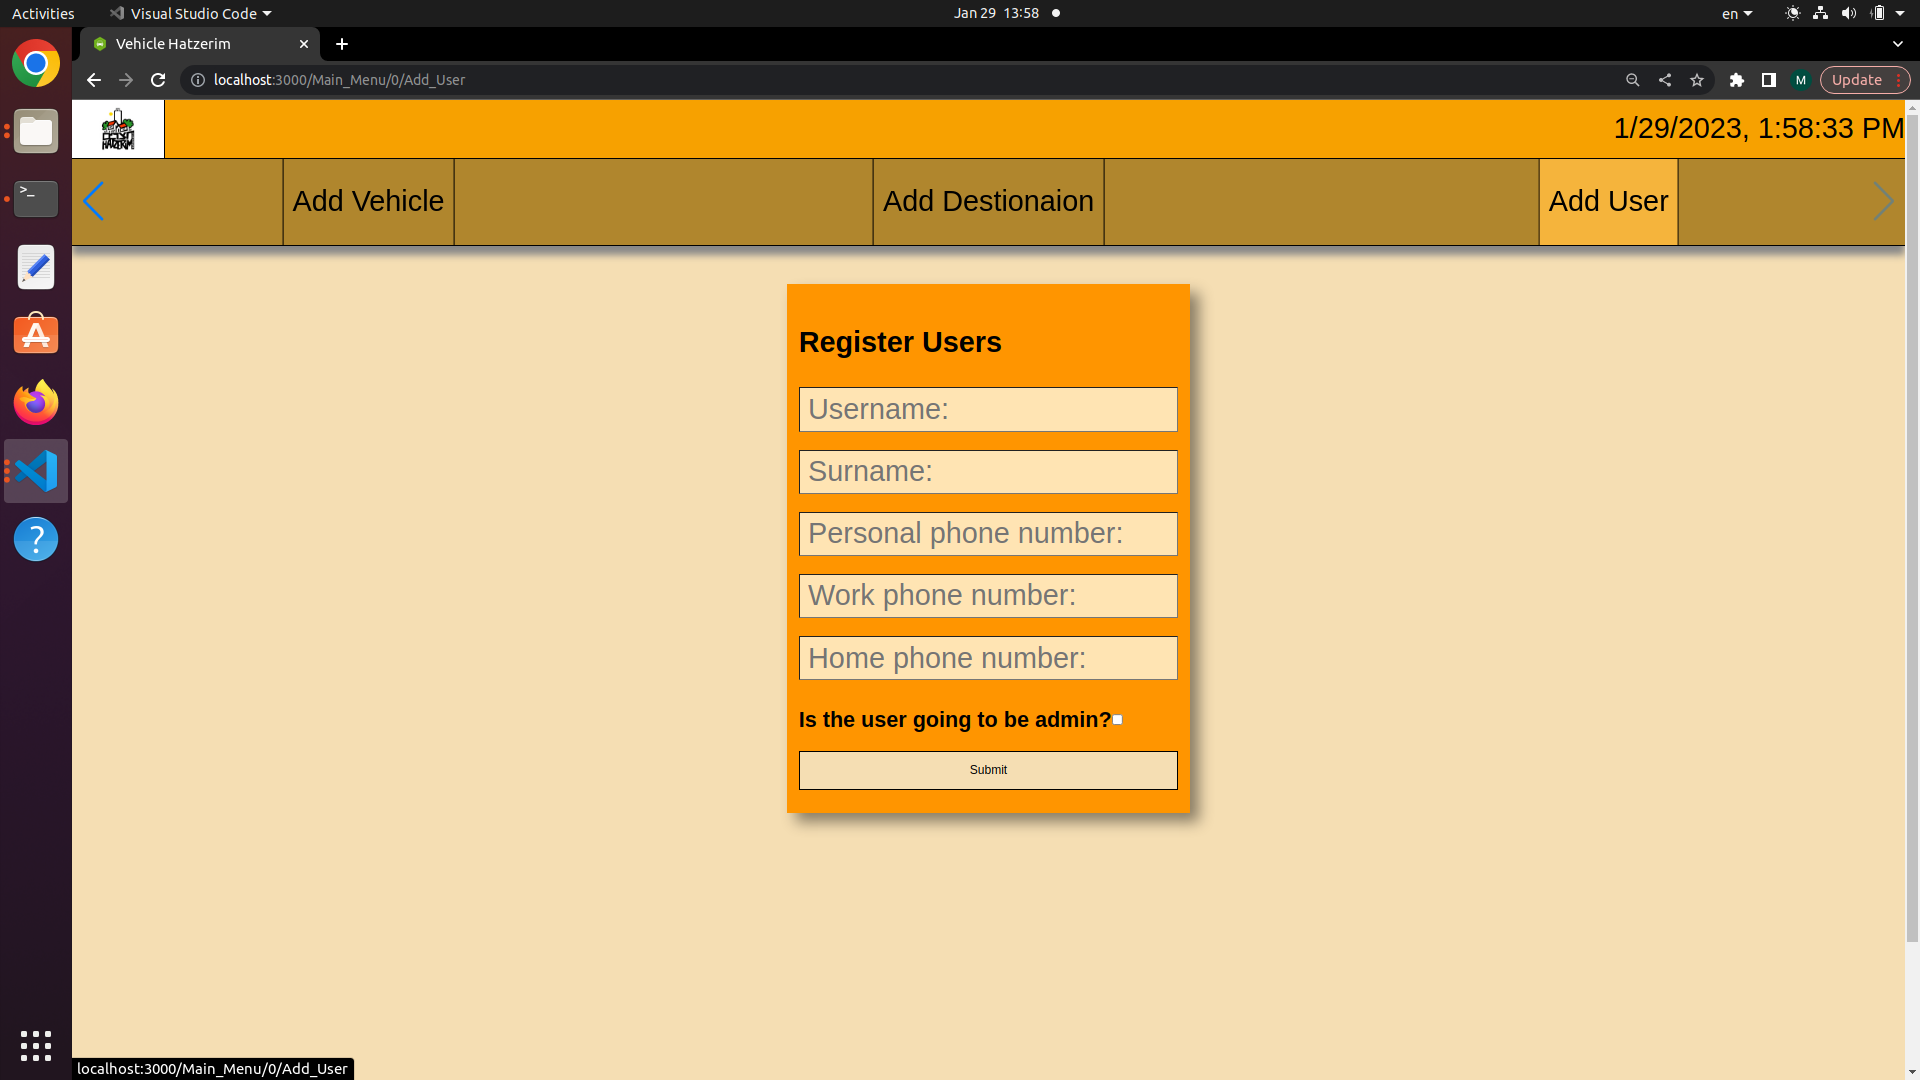 Activities
Visual Studio Code
Jan 29 13:58
en
Vehicle Hatzerim
localhost:3000/Main_Menu/0/Add_User
M
Update
HATZERIM
1/29/2023, 1:58:33 PM
Add Vehicle
Add Destionaion
Add User
Register Users
Username:
Surname:
Personal phone number:
Work phone number:
Home phone number:
Is the user going to be admin?
Submit
localhost:3000/Main_Menu/0/Add_User